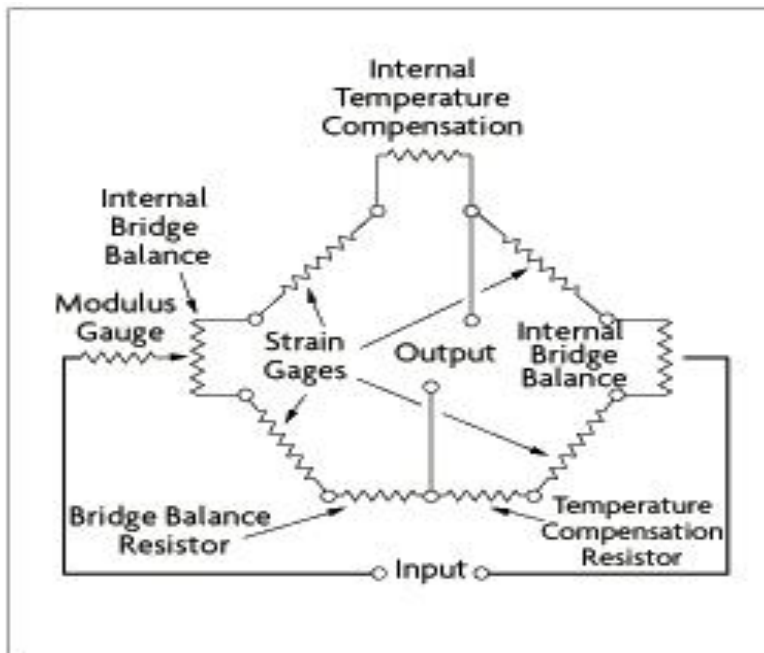 Internal
Temperature
Compensation
Internal
Bridge
Balance
Modulus
Gauge
Strain
Gages
Output
Internal
Bridge
Balance
Bridge Balance
Resistor
Temperature
Compensation
Resistor
Input